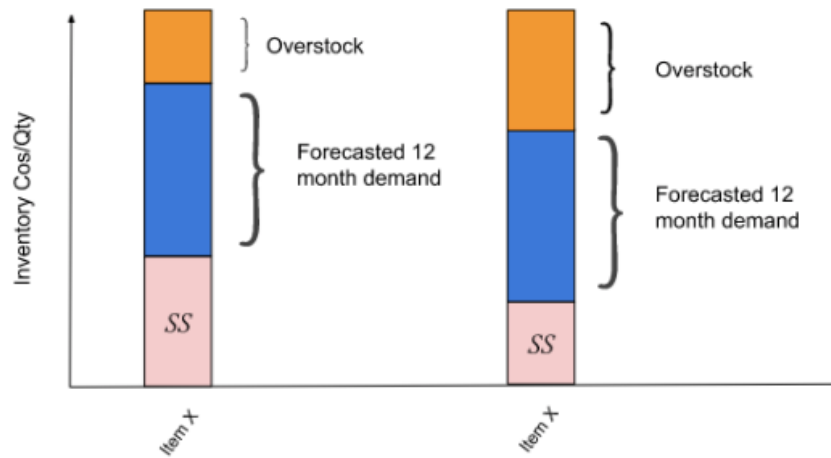 Inventory Cos/Qty
Overstock
Forecasted 12
month demand
SS
Item X
Overstock
Forecasted 12
month demand
SS
Item X